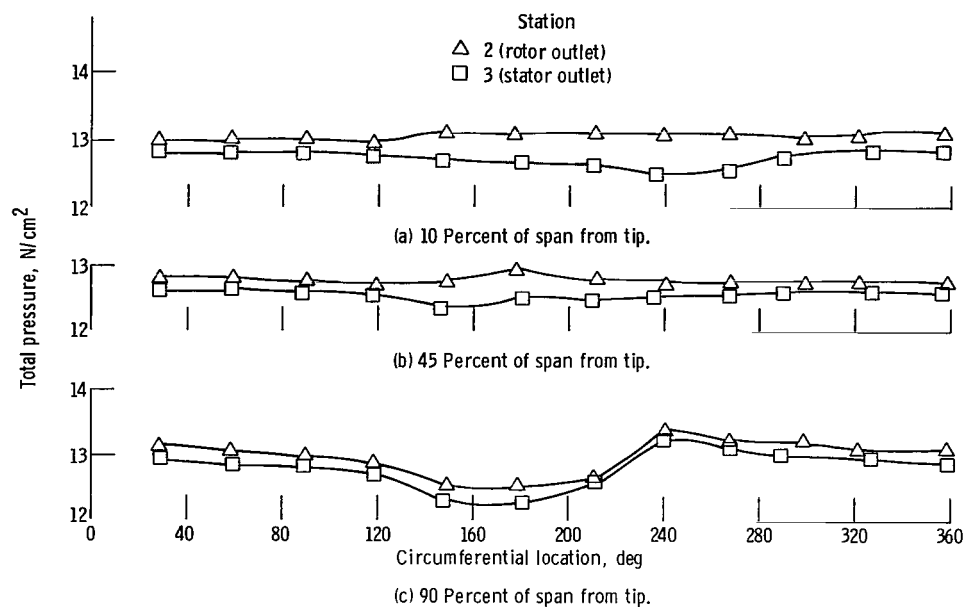 Station
2 (rotor outlet)
3 (stator outlet)
14
13
12
(a) 10 Percent of span from tip.
Total pressure, N/cm2
13
12
(b) 45 Percent of span from tip.
14
13
12
0 40 80 120 160 200 240 280 320 360
Circumferential location, deg
(c) 90 Percent of span from tip.